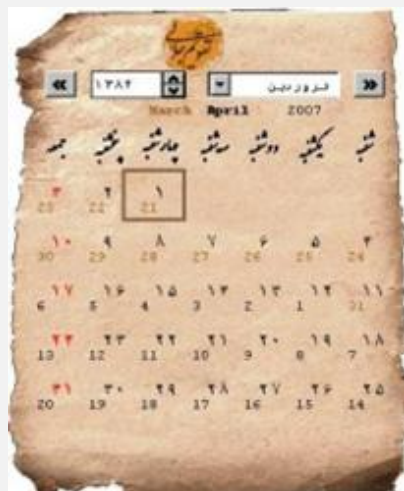 فروردین ۱۳۸۶
March April 2007
شنبه یکشنبه دوشنبه سه‌شنبه چهارشنبه پنجشنبه جمعه
۱ ۲ ۳
21 22 23
۴ ۵ ۶ ۷ ۸ ۹ ۱۰
24 25 26 27 28 29 30
۱۱ ۱۲ ۱۳ ۱۴ ۱۵ ۱۶ ۱۷
31 1 2 3 4 5 6
۱۸ ۱۹ ۲۰ ۲۱ ۲۲ ۲۳ ۲۴
7 8 9 10 11 12 13
۲۵ ۲۶ ۲۷ ۲۸ ۲۹ ۳۰ ۳۱
14 15 16 17 18 19 20